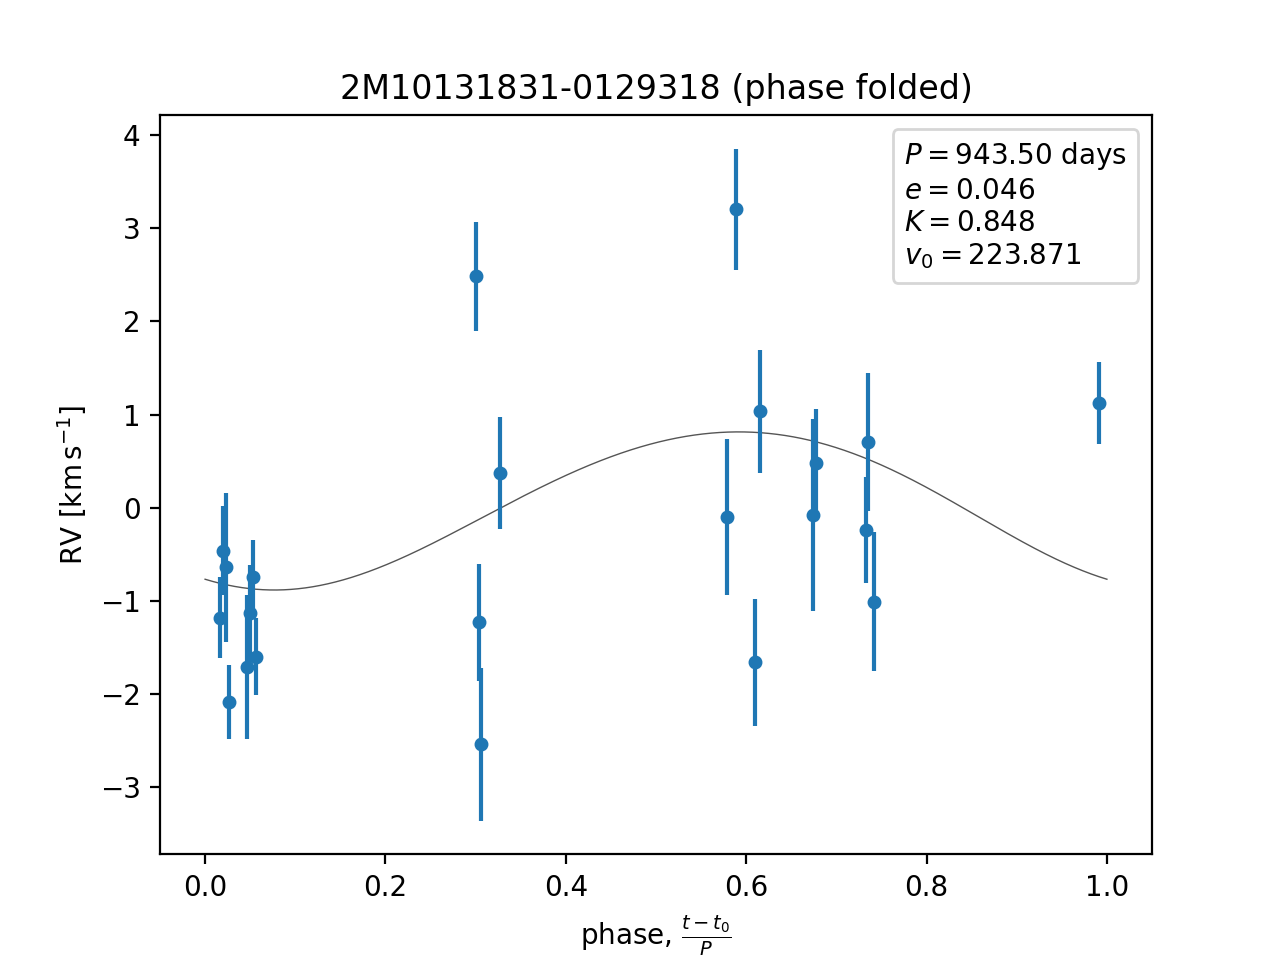 2M10131831-0129318 (phase folded)
P = 943.50 days
e = 0.046
K = 0.848
v₀ = 223.871
RV [km s⁻¹]
4
3
2
1
0
−1
−2
−3
0.0 0.2 0.4 0.6 0.8 1.0
phase, (t − t₀)/P